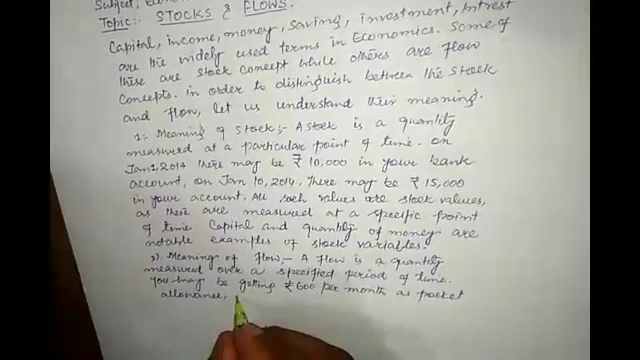 Subject, Econo
Topic:- STOCKS & FLOWS.
Capital, income, money, saving, investment, Intrest
are the widely used terms in Economics. Some of
these are stock concept while others are flow
concepts. In order to distinguish between the stock
and flow, let us understand their meaning.
1:- Meaning of Stock:- A stock is a quantity
measured at a particular point of time. On
Jan 1, 2014 there may be ₹ 10,000 in your bank
account, on Jan 10, 2014, there may be ₹ 15,000
in your account. All such values are stock values,
as these are measured at a specific point
of time. Capital and quantity of money are
notable examples of stock variables.
2). Meaning of flow:- A flow is a quantity
measured over a specified period of time.
You may be getting ₹ 600 per month as pocket
allowance,